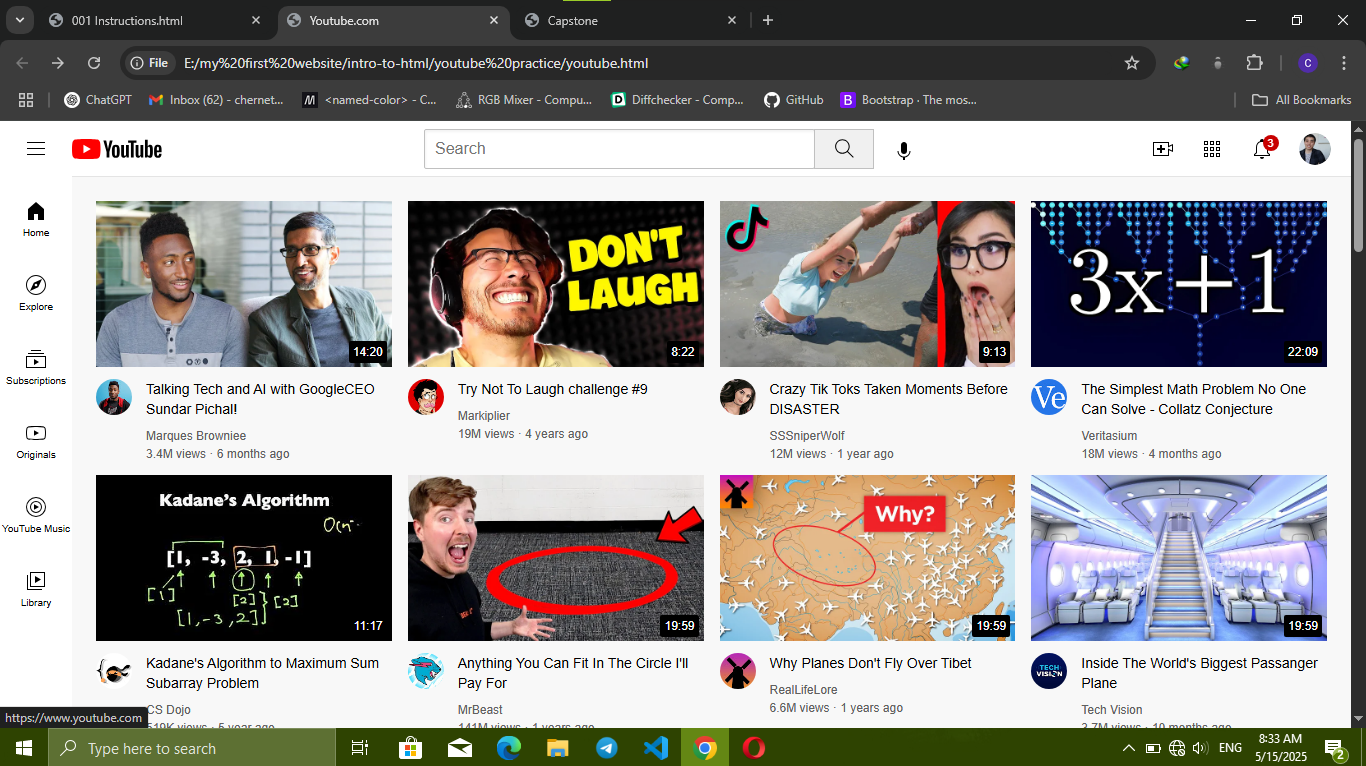 001 Instructions.html
Youtube.com
Capstone
File
E:/my%20first%20website/intro-to-html/youtube%20practice/youtube.html
C
ChatGPT
Inbox (62) - chernet...
<named-color> - C...
RGB Mixer - Compu...
Diffchecker - Comp...
GitHub
Bootstrap · The mos...
All Bookmarks
YouTube
Search
3
Home
Explore
Subscriptions
Originals
YouTube Music
Library
14:20
Talking Tech and AI with GoogleCEO
Sundar Pichal!
Marques Browniee
3.4M views · 6 months ago
DON'T
LAUGH
8:22
Try Not To Laugh challenge #9
Markiplier
19M views · 4 years ago
9:13
Crazy Tik Toks Taken Moments Before
DISASTER
SSSniperWolf
12M views · 1 year ago
3x+1
22:09
Ve
The Simplest Math Problem No One
Can Solve - Collatz Conjecture
Veritasium
18M views · 4 months ago
Kadane's Algorithm
[1, -3, 2, 1, -1]
[1]
[2]
[2]
[1,-3,2]
11:17
Kadane's Algorithm to Maximum Sum
Subarray Problem
CS Dojo
519K views · 5 year ago
19:59
Anything You Can Fit In The Circle I'll
Pay For
MrBeast
141M views · 1 years ago
Why?
19:59
Why Planes Don't Fly Over Tibet
RealLifeLore
6.6M views · 1 years ago
19:59
TECH
VISION
Inside The World's Biggest Passanger
Plane
Tech Vision
3.7M views · 10 months ago
https://www.youtube.com
Type here to search
ENG
8:33 AM
5/15/2025
2